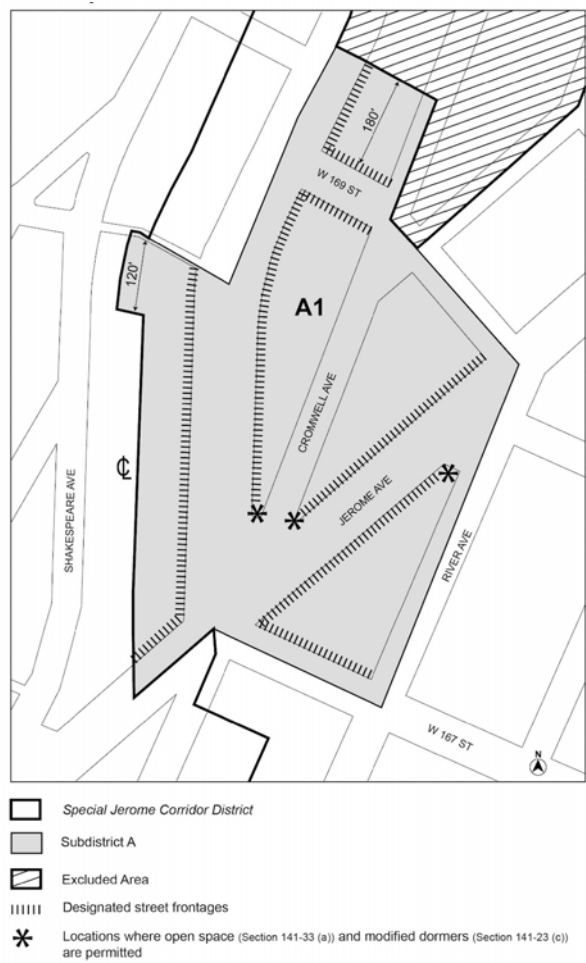 180'
W 169 ST
120'
A1
CROMWELL AVE
℄
JEROME AVE
SHAKESPEARE AVE
RIVER AVE
W 167 ST
N
Special Jerome Corridor District
Subdistrict A
Excluded Area
Designated street frontages
Locations where open space (Section 141-33 (a)) and modified dormers (Section 141-23 (c))
are permitted